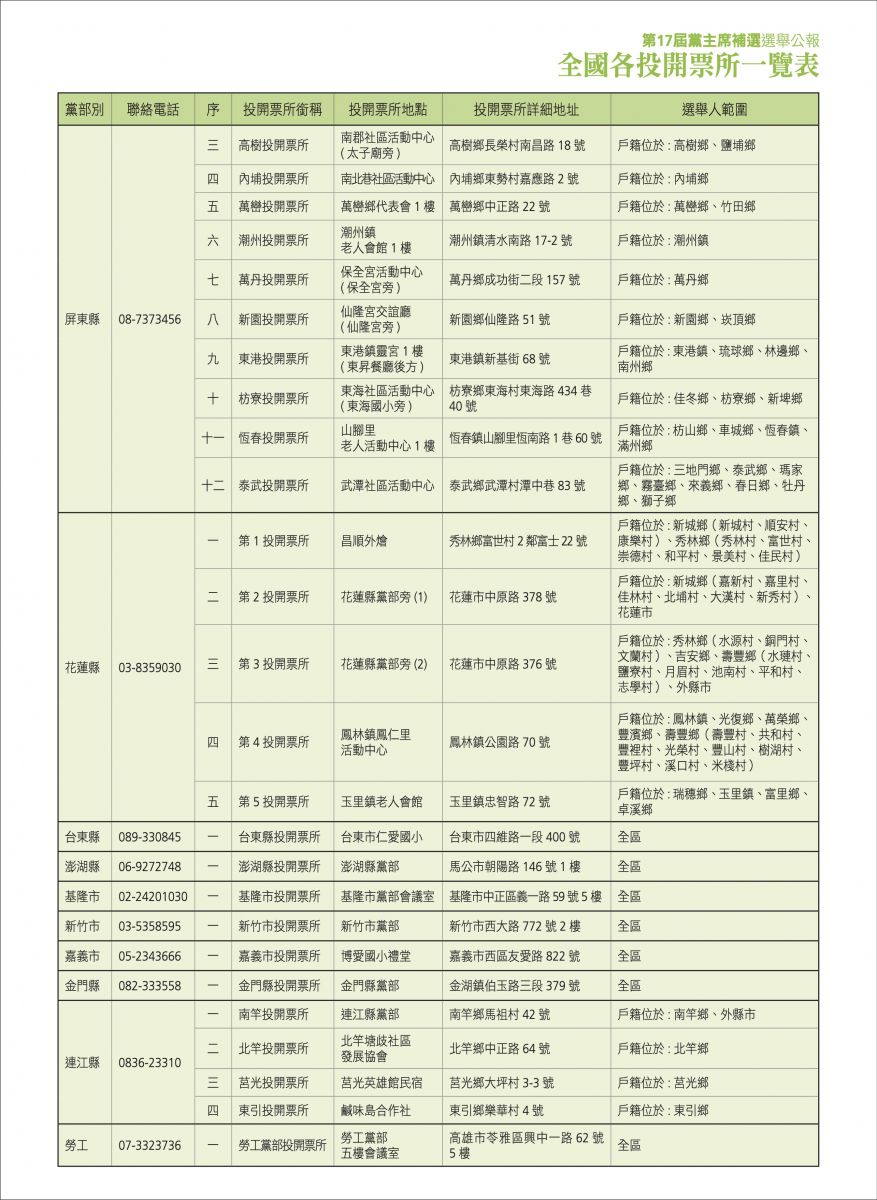 第17屆黨主席補選選舉公報
全國各投開票所一覽表
黨部別 聯絡電話 序 投開票所銜稱 投開票所地點 投開票所詳細地址 選舉人範圍
屏東縣 08-7373456
三 高樹投開票所 南郡社區活動中心 高樹鄉長榮村南昌路 18 號 戶籍位於 : 高樹鄉、鹽埔鄉
( 太子廟旁 )
四 內埔投開票所 南北巷社區活動中心 內埔鄉東勢村嘉應路 2 號 戶籍位於 : 內埔鄉
五 萬巒投開票所 萬巒鄉代表會 1 樓 萬巒鄉中正路 22 號 戶籍位於 : 萬巒鄉、竹田鄉
六 潮州投開票所 潮州鎮 潮州鎮清水南路 17-2 號 戶籍位於 : 潮州鎮
老人會館 1 樓
七 萬丹投開票所 保全宮活動中心 萬丹鄉成功街二段 157 號 戶籍位於 : 萬丹鄉
( 保全宮旁 )
八 新園投開票所 仙隆宮交誼廳 新園鄉仙隆路 51 號 戶籍位於 : 新園鄉、崁頂鄉
( 仙隆宮旁 )
九 東港投開票所 東港鎮靈宮 1 樓 東港鎮新基街 68 號 戶籍位於 : 東港鎮、琉球鄉、林邊鄉、
( 東昇餐廳後方 ) 南州鄉
十 枋寮投開票所 東海社區活動中心 枋寮鄉東海村東海路 434 巷 戶籍位於 : 佳冬鄉、枋寮鄉、新埤鄉
( 東海國小旁 ) 40 號
十一 恆春投開票所 山腳里 恆春鎮山腳里恆南路 1 巷 60 號 戶籍位於 : 枋山鄉、車城鄉、恆春鎮、
老人活動中心 1 樓 滿州鄉
十二 泰武投開票所 武潭社區活動中心 泰武鄉武潭村潭中巷 83 號 戶籍位於 : 三地門鄉、泰武鄉、瑪家
鄉、霧臺鄉、來義鄉、春日鄉、牡丹
鄉、獅子鄉
花蓮縣 03-8359030
一 第 1 投開票所 昌順外燴 秀林鄉富世村 2 鄰富士 22 號 戶籍位於 : 新城鄉（新城村、順安村、
康樂村）、秀林鄉（秀林村、富世村、
崇德村、和平村、景美村、佳民村）
二 第 2 投開票所 花蓮縣黨部旁 (1) 花蓮市中原路 378 號 戶籍位於 : 新城鄉（嘉新村、嘉里村、
佳林村、北埔村、大漢村、新秀村）、
花蓮市
三 第 3 投開票所 花蓮縣黨部旁 (2) 花蓮市中原路 376 號 戶籍位於 : 秀林鄉（水源村、銅門村、
文蘭村）、吉安鄉、壽豐鄉（水璉村、
鹽寮村、月眉村、池南村、平和村、
志學村）、外縣市
四 第 4 投開票所 鳳林鎮鳳仁里 鳳林鎮公園路 70 號 戶籍位於 : 鳳林鎮、光復鄉、萬榮鄉、
活動中心 豐濱鄉、壽豐鄉（壽豐村、共和村、
豐裡村、光榮村、豐山村、樹湖村、
豐坪村、溪口村、米棧村）
五 第 5 投開票所 玉里鎮老人會館 玉里鎮忠智路 72 號 戶籍位於 : 瑞穗鄉、玉里鎮、富里鄉、
卓溪鄉
台東縣 089-330845 一 台東縣投開票所 台東市仁愛國小 台東市四維路一段 400 號 全區
澎湖縣 06-9272748 一 澎湖縣投開票所 澎湖縣黨部 馬公市朝陽路 146 號 1 樓 全區
基隆市 02-24201030 一 基隆市投開票所 基隆市黨部會議室 基隆市中正區義一路 59 號 5 樓 全區
新竹市 03-5358595 一 新竹市投開票所 新竹市黨部 新竹市西大路 772 號 2 樓 全區
嘉義市 05-2343666 一 嘉義市投開票所 博愛國小禮堂 嘉義市西區友愛路 822 號 全區
金門縣 082-333558 一 金門縣投開票所 金門縣黨部 金湖鎮伯玉路三段 379 號 全區
連江縣 0836-23310
一 南竿投開票所 連江縣黨部 南竿鄉馬祖村 42 號 戶籍位於 : 南竿鄉、外縣市
二 北竿投開票所 北竿塘歧社區 北竿鄉中正路 64 號 戶籍位於 : 北竿鄉
發展協會
三 莒光投開票所 莒光英雄館民宿 莒光鄉大坪村 3-3 號 戶籍位於 : 莒光鄉
四 東引投開票所 鹹味島合作社 東引鄉樂華村 4 號 戶籍位於 : 東引鄉
勞工 07-3323736 一 勞工黨部投開票所 勞工黨部 高雄市苓雅區興中一路 62 號 全區
五樓會議室 5 樓